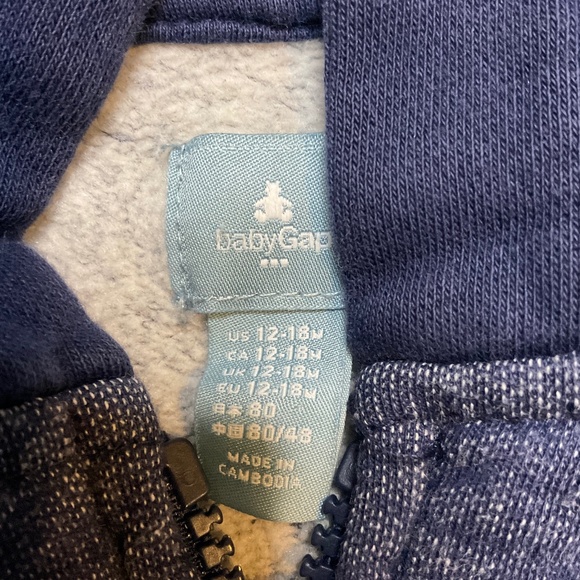 babyGap
US 12-18M
CA 12-18M
UK 12-18M
EU 12-18M
日本 80
中国 80/48
MADE IN
CAMBODIA